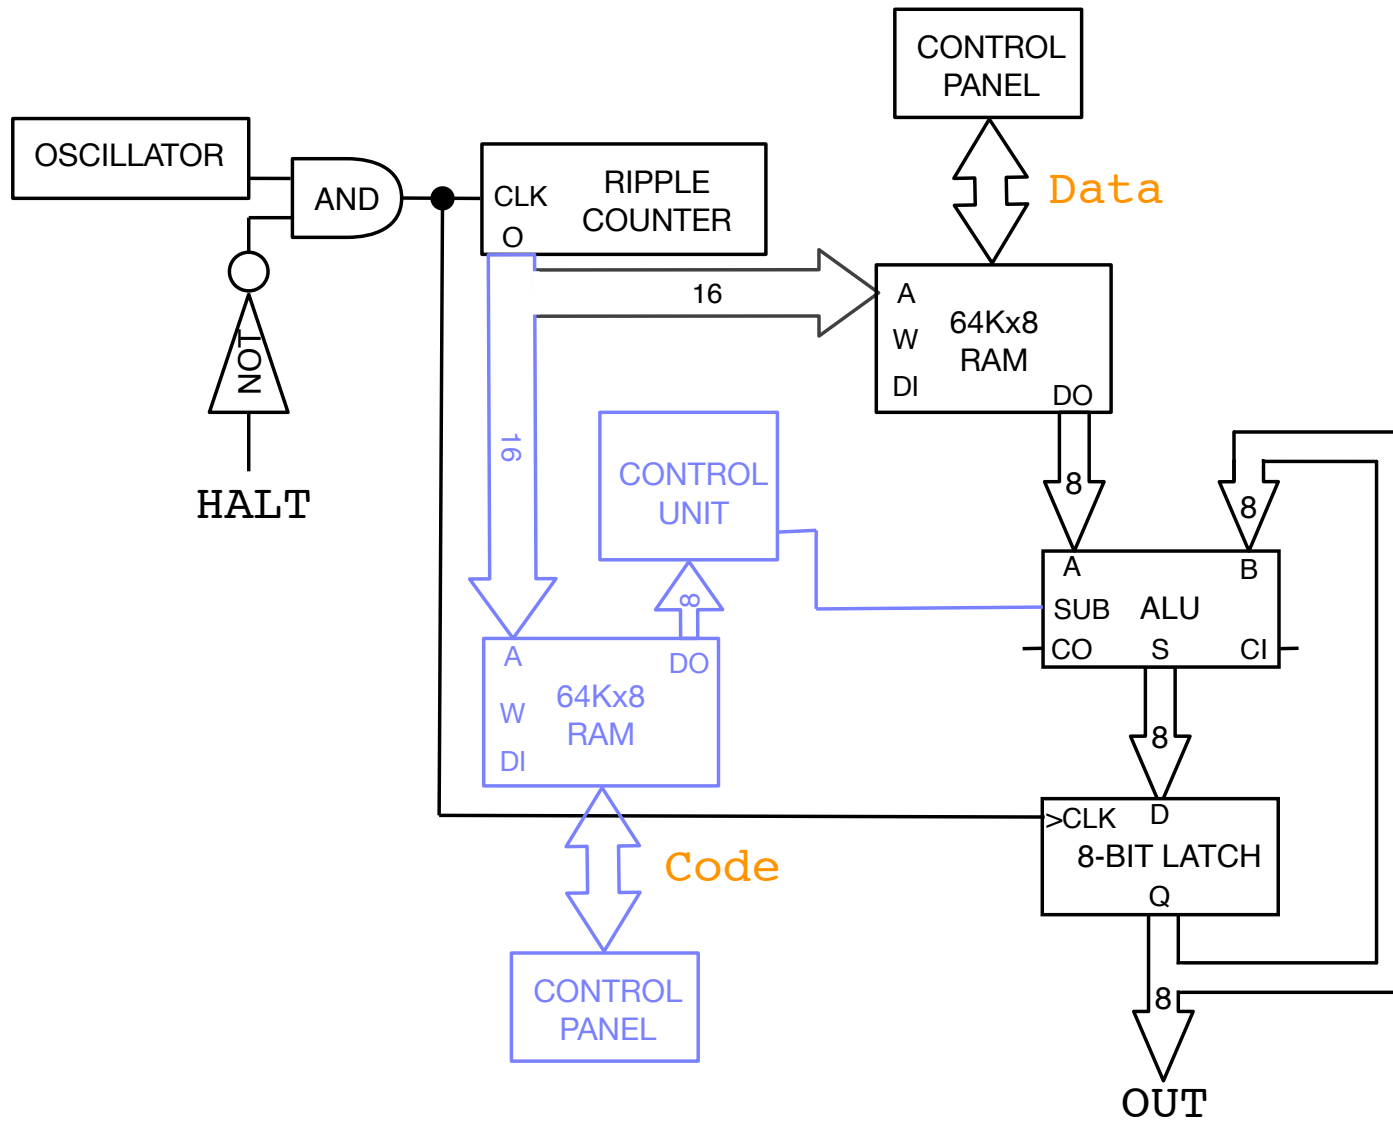 CONTROL
PANEL
OSCILLATOR
AND
CLK
RIPPLE
COUNTER
O
Data
NOT
HALT
16
16
A
W
DI
64Kx8
RAM
DO
CONTROL
UNIT
8
8
8
A
B
SUB
ALU
CO
S
CI
A
DO
W
64Kx8
RAM
DI
8
>CLK
D
8-BIT LATCH
Q
Code
CONTROL
PANEL
8
OUT